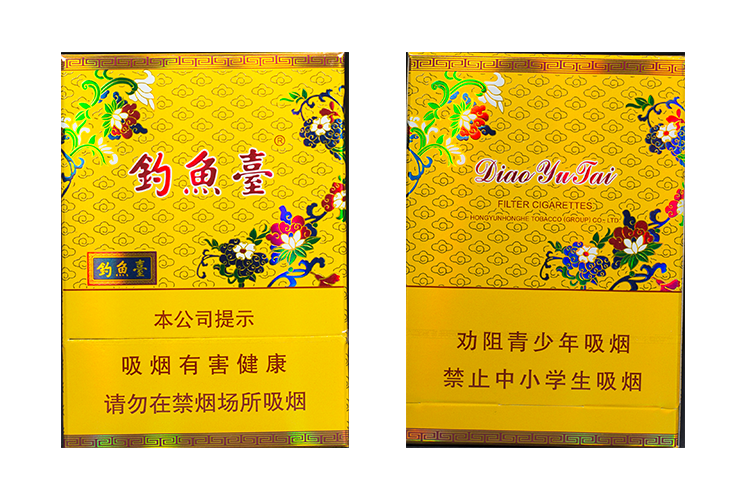 釣魚臺®
釣魚臺
本公司提示
吸烟有害健康
请勿在禁烟场所吸烟
Diao Yu Tai
FILTER CIGARETTES
HONGYUNHONGHE TOBACCO (GROUP) CO., LTD
劝阻青少年吸烟
禁止中小学生吸烟